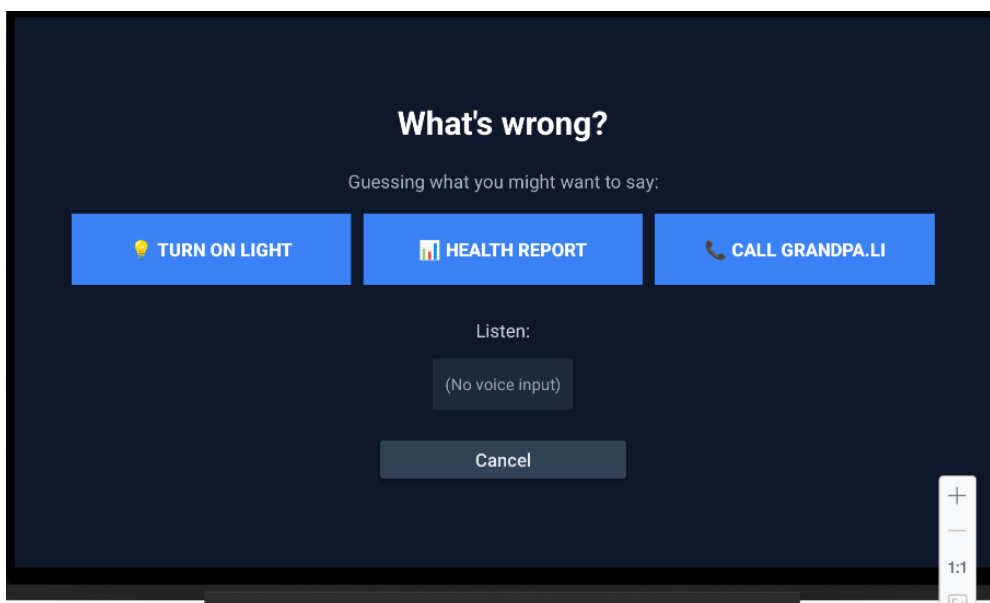 What's wrong?
Guessing what you might want to say:
💡 TURN ON LIGHT
📊 HEALTH REPORT
📞 CALL GRANDPA.LI
Listen:
(No voice input)
Cancel
1:1